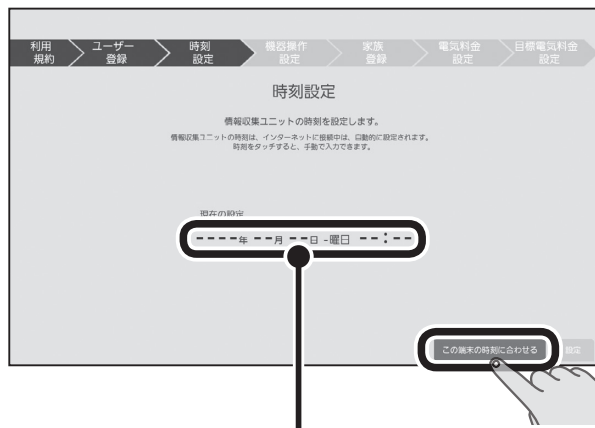 利用
規約
ユーザー
登録
時刻
設定
機器操作
設定
家族
登録
電気料金
設定
目標電気料金
設定
時刻設定
情報収集ユニットの時刻を設定します。
情報収集ユニットの時刻は、インターネットに接続中は、自動的に設定されます。
時刻をタッチすると、手動で入力できます。
現在の設定
----年 --月 --日 -曜日 --:--
この端末の時刻に合わせる
設定